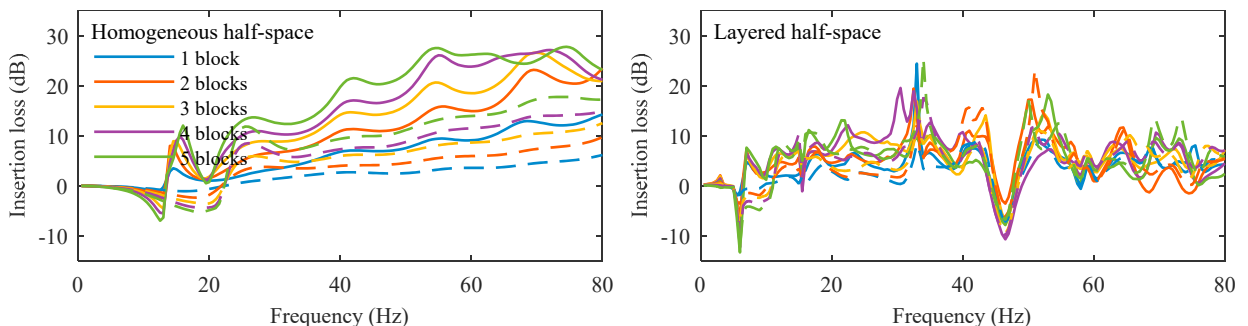 Homogeneous half-space
1 block
2 blocks
3 blocks
4 blocks
5 blocks
30
20
10
0
-10
Insertion loss (dB)
0 20 40 60 80
Frequency (Hz)
Layered half-space
30
20
10
0
-10
Insertion loss (dB)
0 20 40 60 80
Frequency (Hz)